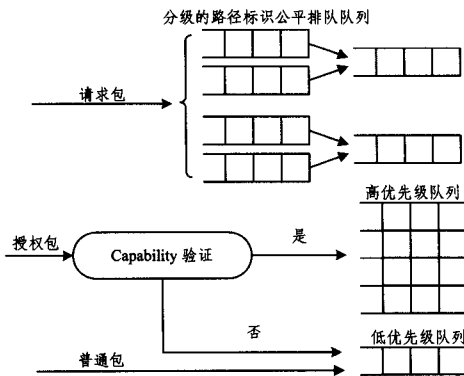 分级的路径标识公平排队队列
请求包
高优先级队列
授权包
Capability 验证
是
否
低优先级队列
普通包